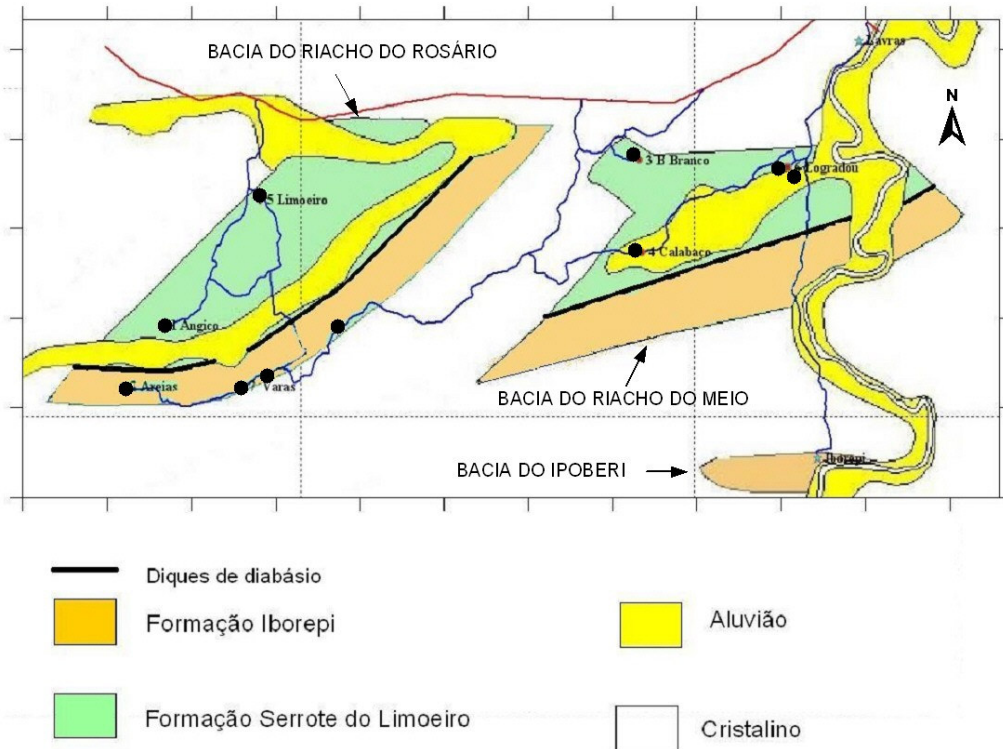 BACIA DO RIACHO DO ROSÁRIO
Lavras
N
3 B Branco
Logradou
5 Limoeiro
4 Calabaço
1 Angico
Areias
Varas
BACIA DO RIACHO DO MEIO
BACIA DO IPOBERI
Iborepi
Diques de diabásio
Formação Iborepi
Aluvião
Formação Serrote do Limoeiro
Cristalino